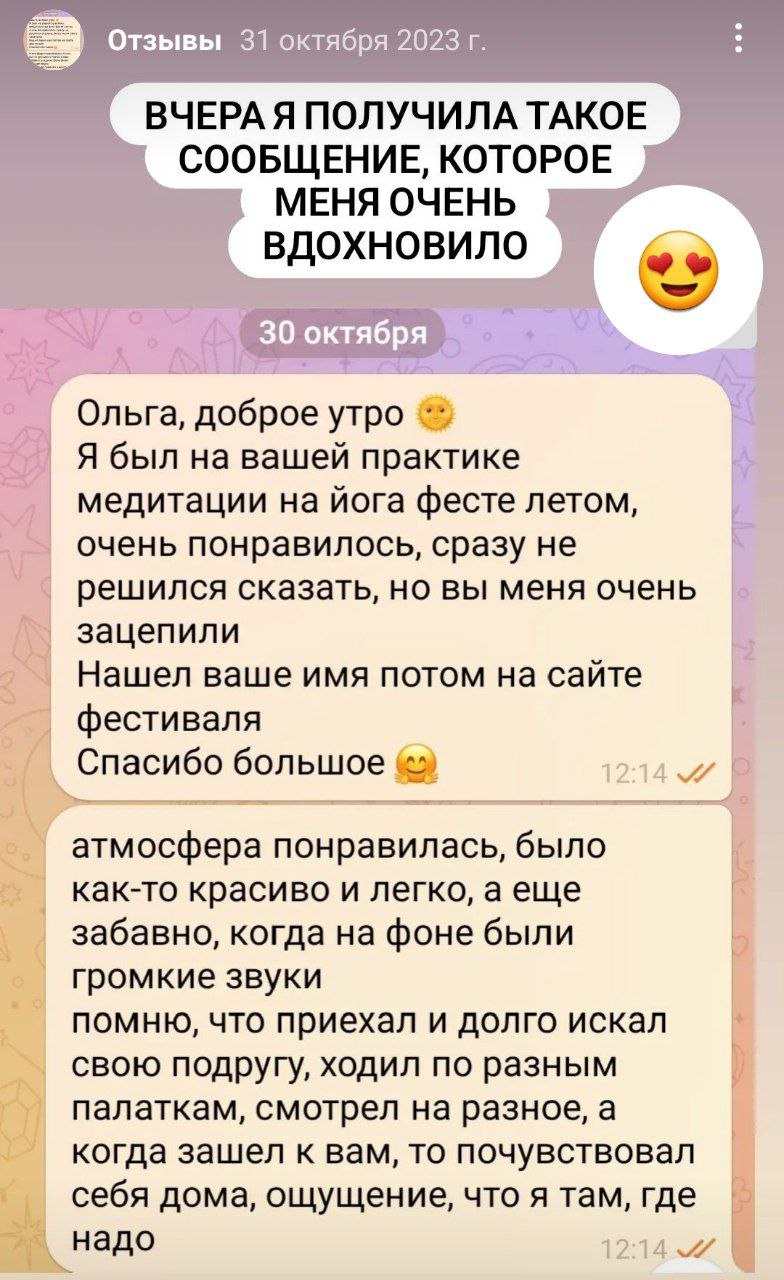 Отзывы 31 октября 2023 г.
ВЧЕРА Я ПОЛУЧИЛА ТАКОЕ
СООБЩЕНИЕ, КОТОРОЕ
МЕНЯ ОЧЕНЬ
ВДОХНОВИЛО
😍
30 октября
Ольга, доброе утро 🌞
Я был на вашей практике
медитации на йога фесте летом,
очень понравилось, сразу не
решился сказать, но вы меня очень
зацепили
Нашел ваше имя потом на сайте
фестиваля
Спасибо большое 🤗
12:14
атмосфера понравилась, было
как-то красиво и легко, а еще
забавно, когда на фоне были
громкие звуки
помню, что приехал и долго искал
свою подругу, ходил по разным
палаткам, смотрел на разное, а
когда зашел к вам, то почувствовал
себя дома, ощущение, что я там, где
надо
12:14